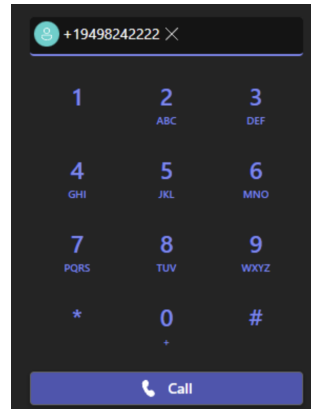 +19498242222
1 2 3
ABC DEF
4 5 6
GHI JKL MNO
7 8 9
PQRS TUV WXYZ
* 0 #
+
Call